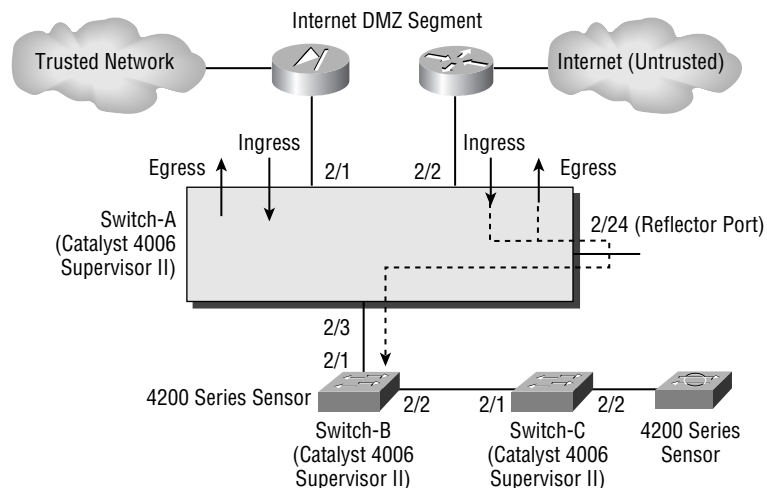 Internet DMZ Segment
Trusted Network
Internet (Untrusted)
Ingress
Ingress
Egress
Egress
2/1
2/2
2/24 (Reflector Port)
Switch-A
(Catalyst 4006
Supervisor II)
2/3
2/1
4200 Series Sensor
2/2
2/1
2/2
Switch-B
(Catalyst 4006
Supervisor II)
Switch-C
(Catalyst 4006
Supervisor II)
4200 Series
Sensor